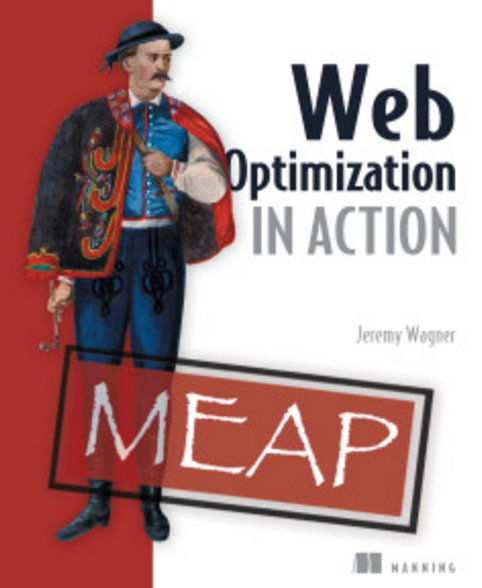 Web
Optimization
IN ACTION
Jeremy Wagner
MEAP
MANNING